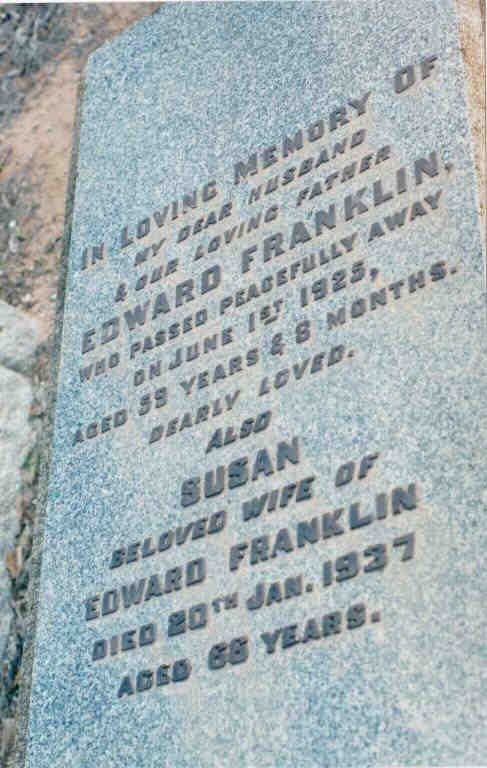 IN LOVING MEMORY OF
MY DEAR HUSBAND
& OUR LOVING FATHER
EDWARD FRANKLIN,
WHO PASSED PEACEFULLY AWAY
ON JUNE 1ST 1925,
AGED 59 YEARS & 8 MONTHS.
DEARLY LOVED.
ALSO
SUSAN
BELOVED WIFE OF
EDWARD FRANKLIN
DIED 20TH JAN. 1937
AGED 66 YEARS.